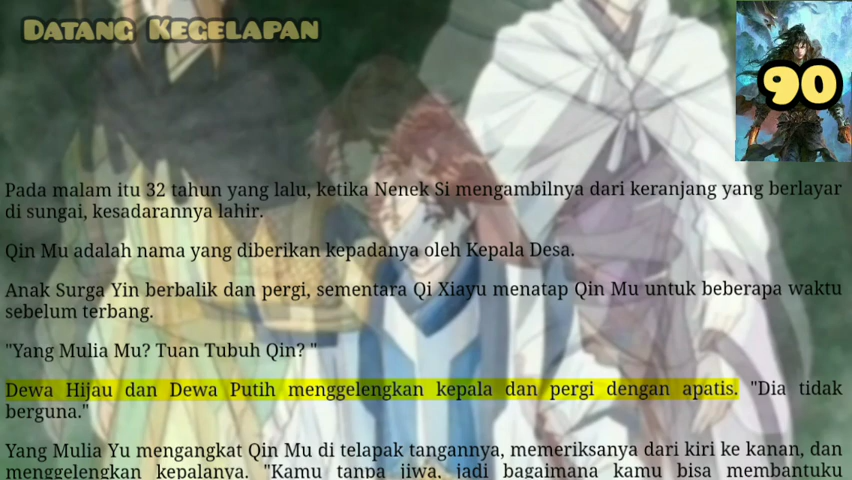 Datang Kegelapan
90
Pada malam itu 32 tahun yang lalu, ketika Nenek Si mengambilnya dari keranjang yang berlayar
di sungai, kesadarannya lahir.
Qin Mu adalah nama yang diberikan kepadanya oleh Kepala Desa.
Anak Surga Yin berbalik dan pergi, sementara Qi Xiayu menatap Qin Mu untuk beberapa waktu
sebelum terbang.
"Yang Mulia Mu? Tuan Tubuh Qin? "
Dewa Hijau dan Dewa Putih menggelengkan kepala dan pergi dengan apatis. "Dia tidak
berguna."
Yang Mulia Yu mengangkat Qin Mu di telapak tangannya, memeriksanya dari kiri ke kanan, dan
menggelengkan kepalanya. "Kamu tanpa jiwa, jadi bagaimana kamu bisa membantuku